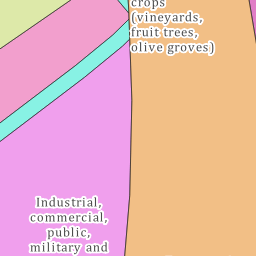 crops
(vineyards,
fruit trees,
olive groves)
Industrial,
commercial,
public,
military and